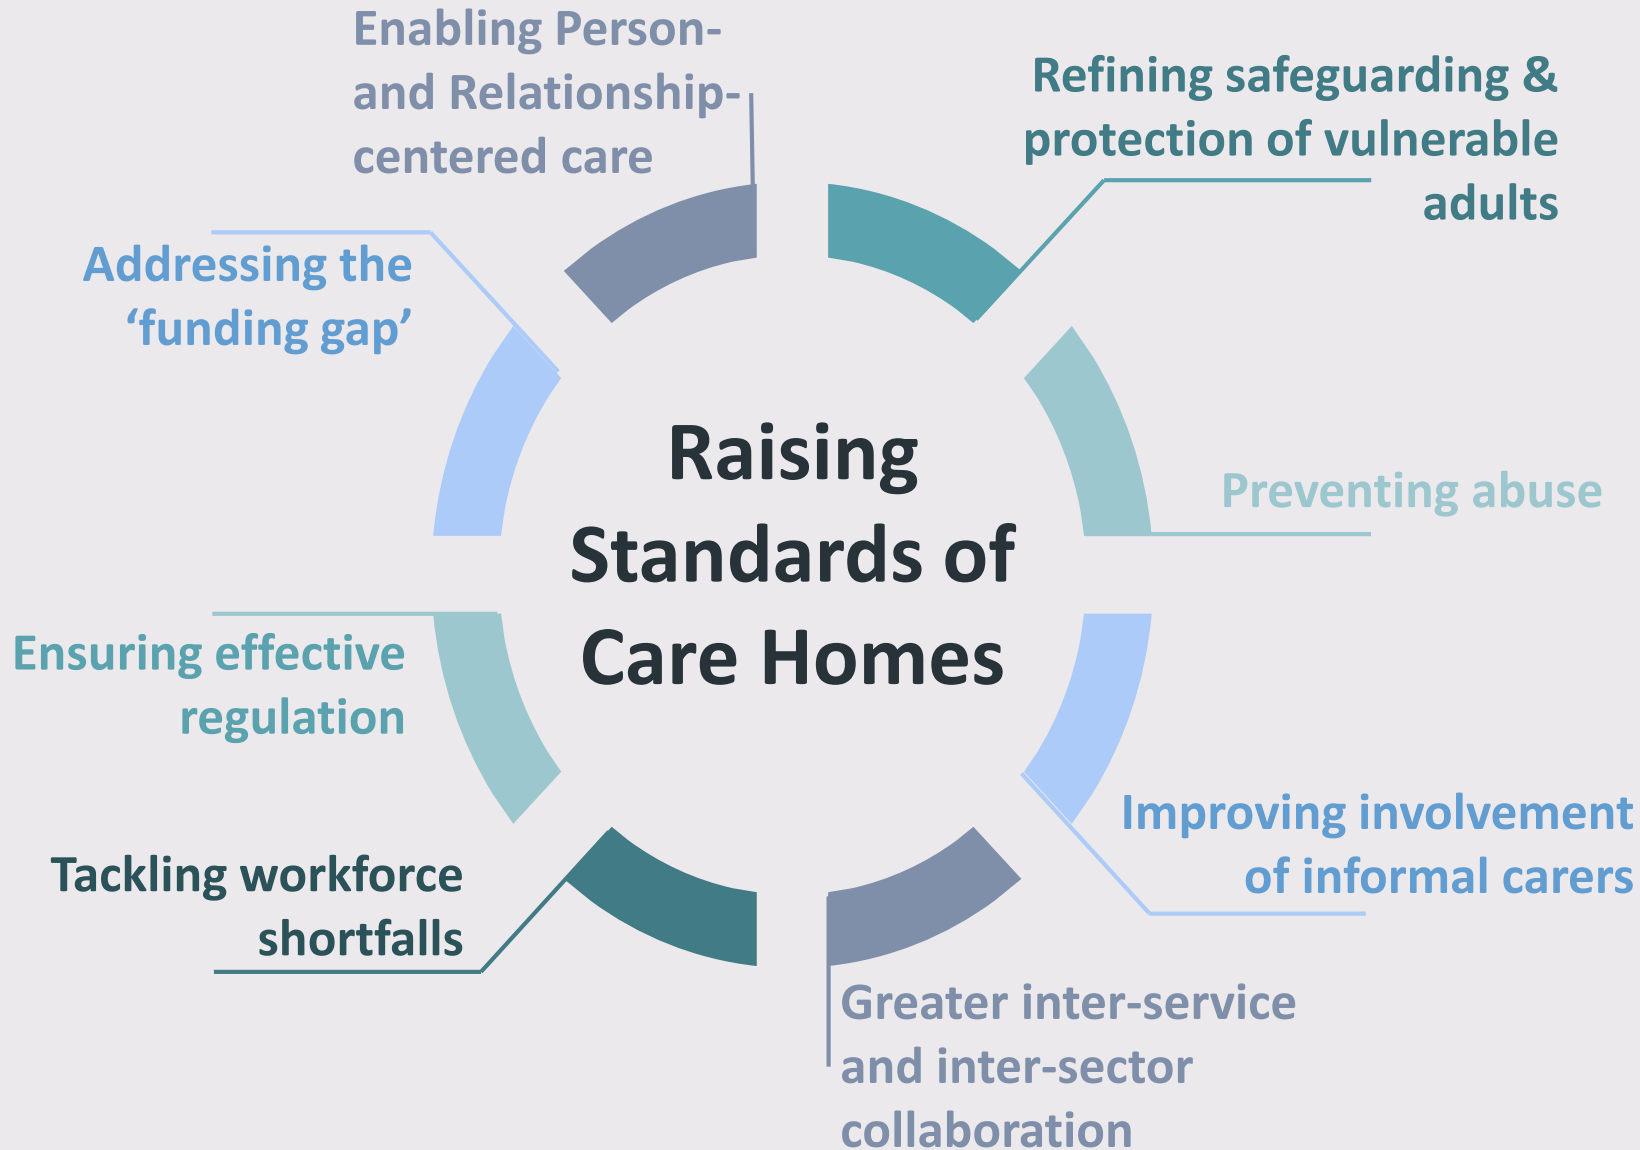 Enabling Person-
and Relationship-
centered care
Refining safeguarding &
protection of vulnerable
adults
Addressing the
‘funding gap’
Preventing abuse
Raising
Standards of
Care Homes
Ensuring effective
regulation
Improving involvement
of informal carers
Tackling workforce
shortfalls
Greater inter-service
and inter-sector
collaboration